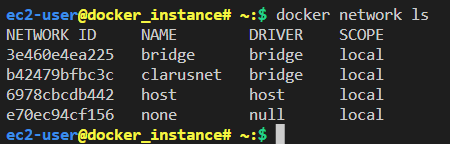 ec2-user@docker_instance# ~:$ docker network ls
NETWORK ID     NAME        DRIVER    SCOPE
3e460e4ea225   bridge      bridge    local
b42479bfbc3c   clarusnet   bridge    local
6978cbcdb442   host        host      local
e70ec94cf156   none        null      local
ec2-user@docker_instance# ~:$